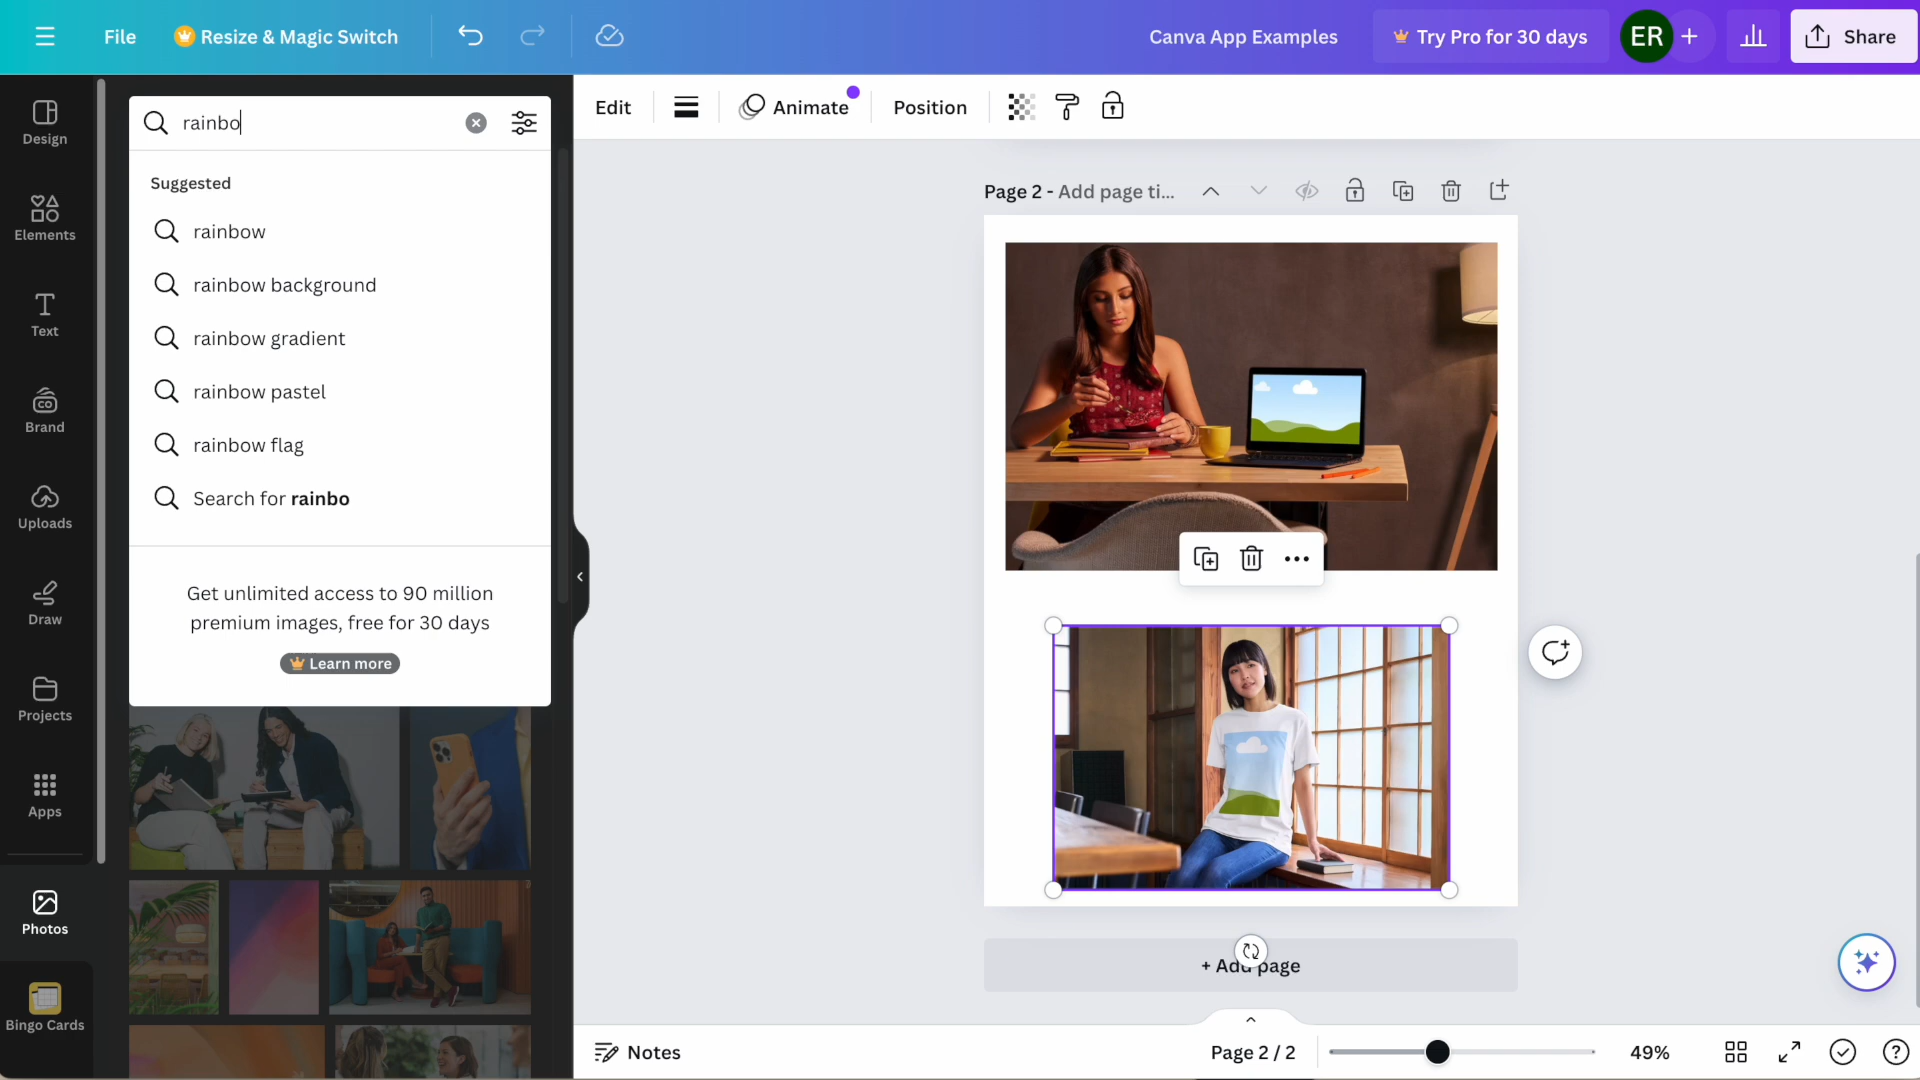 File
Resize & Magic Switch
Canva App Examples
Try Pro for 30 days
ER
Share
Design
Elements
Text
Brand
Uploads
Draw
Projects
Apps
Photos
Bingo Cards
rainbo
Suggested
rainbow
rainbow background
rainbow gradient
rainbow pastel
rainbow flag
Search for rainbo
Get unlimited access to 90 million
premium images, free for 30 days
Learn more
Edit
Animate
Position
Page 2 - Add page ti...
+ Add page
Notes
Page 2 / 2
49%